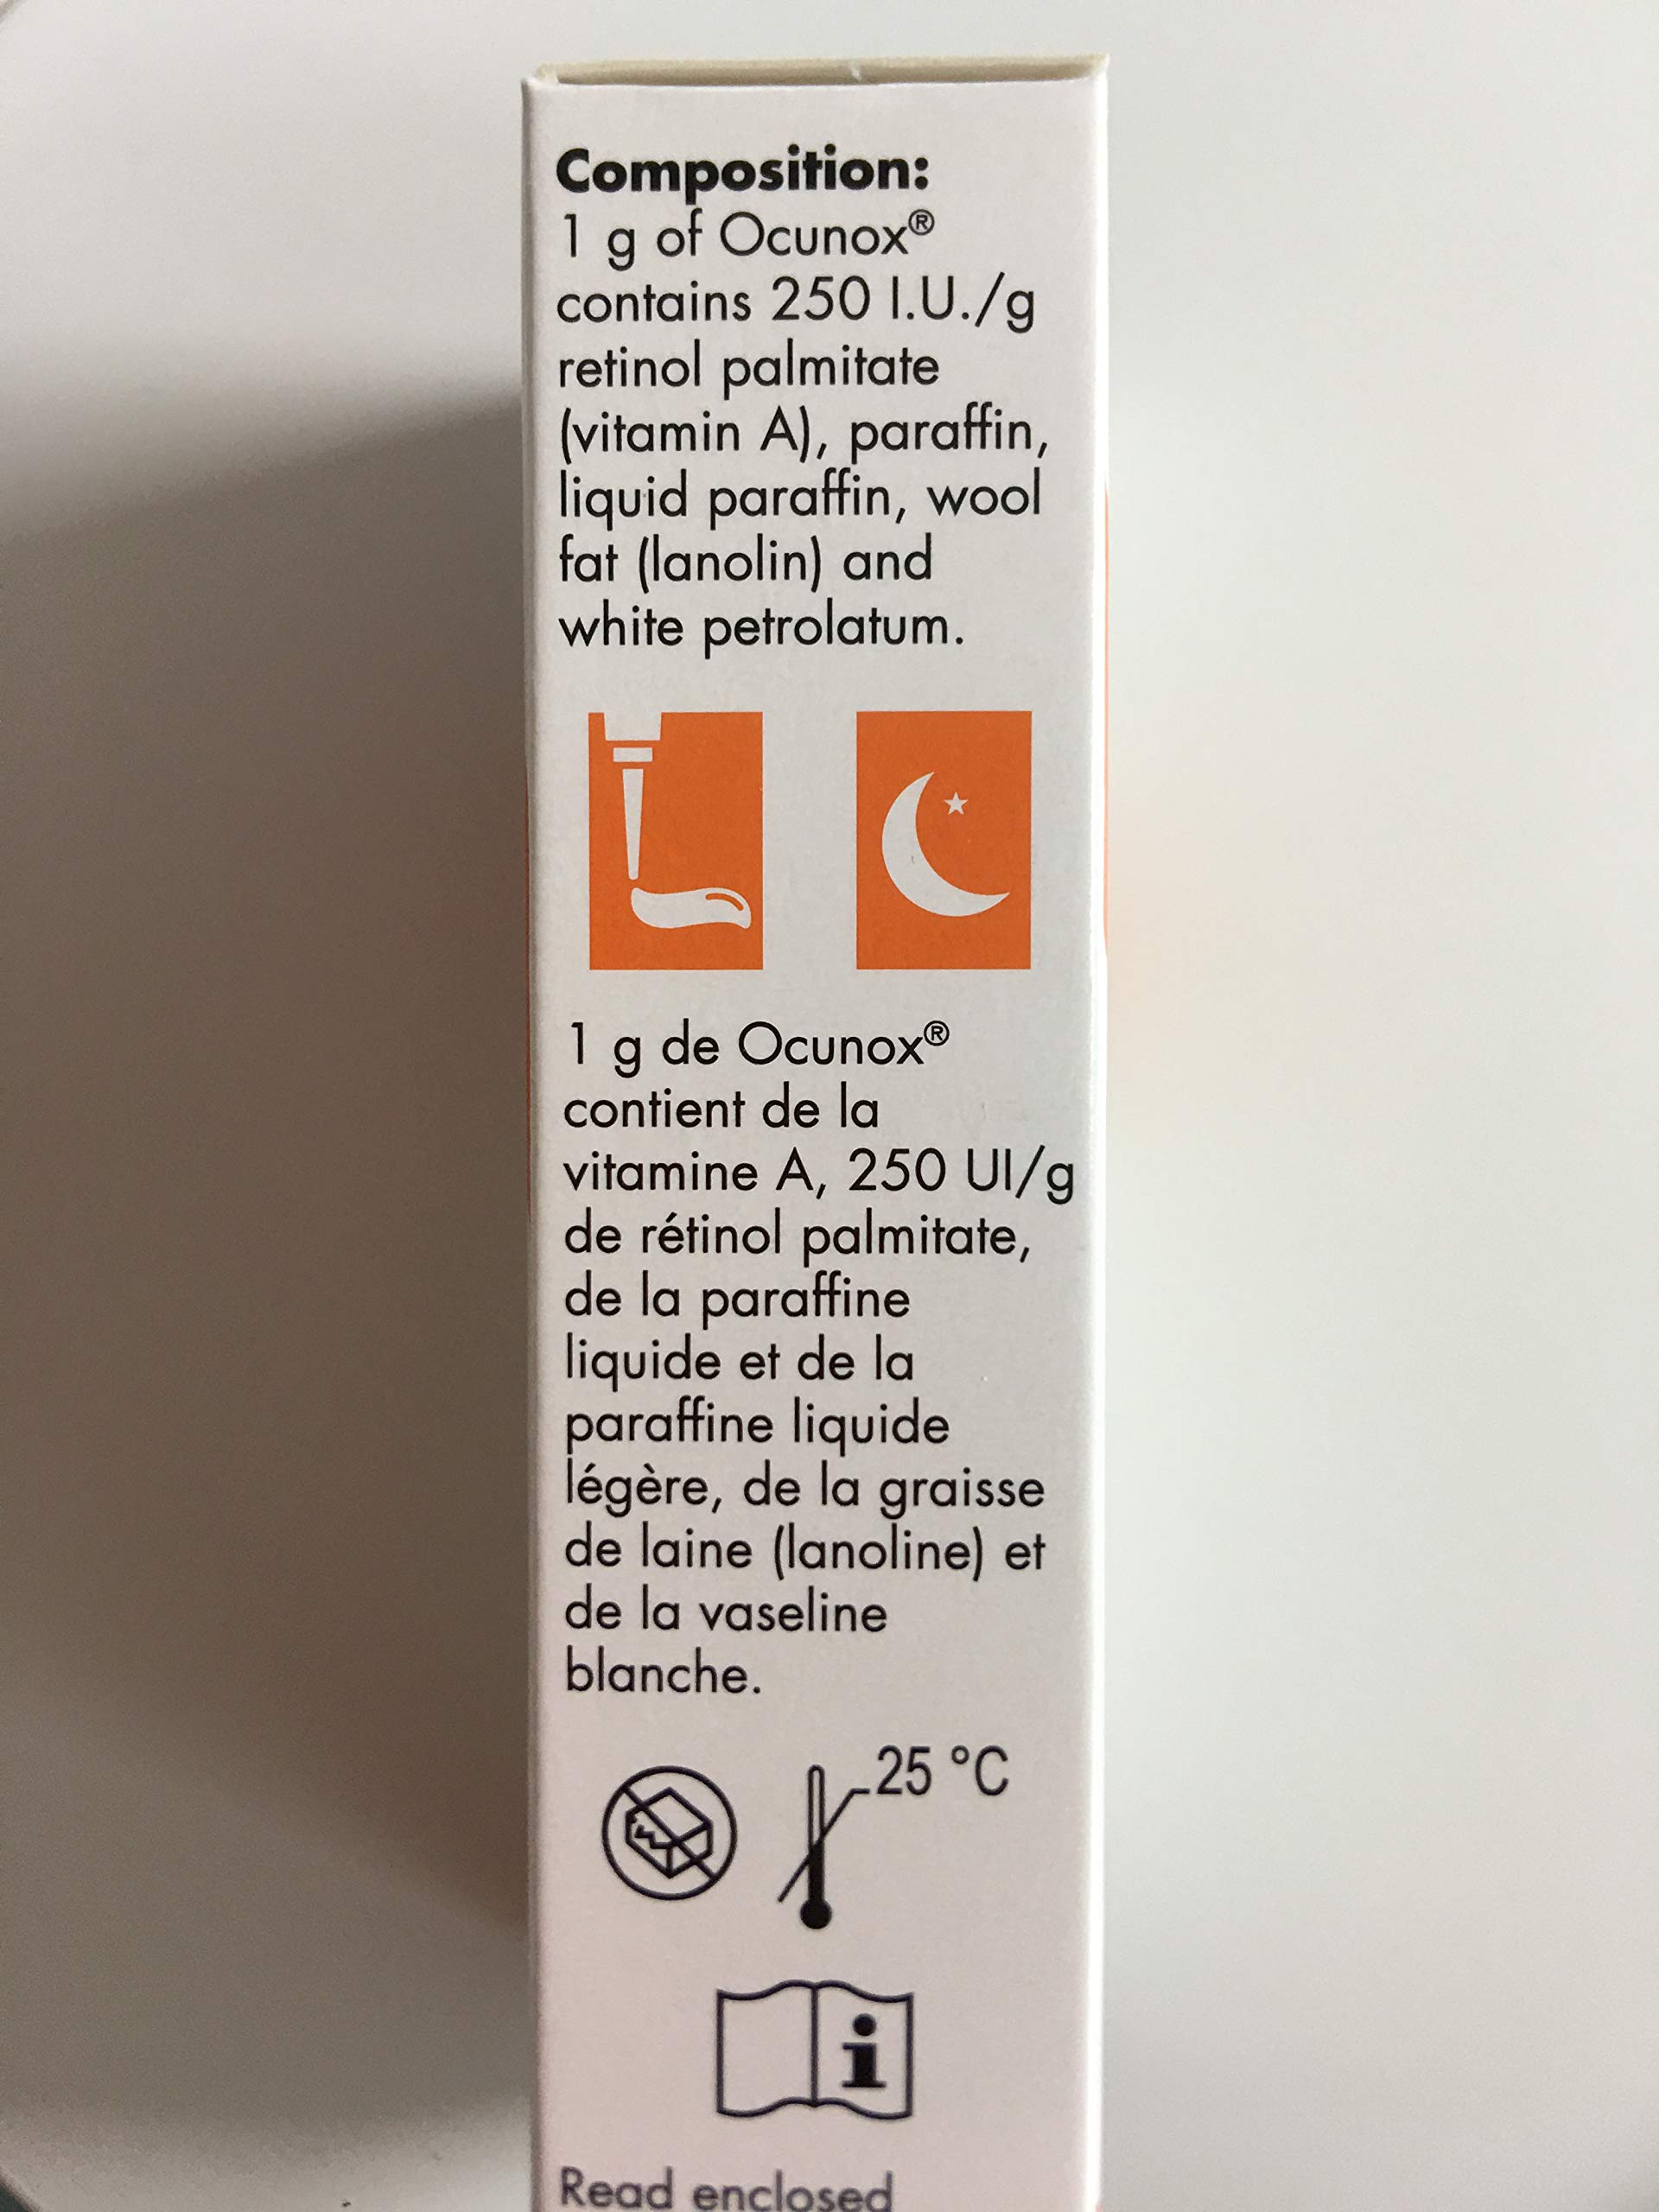 Composition:
1 g of Ocunox®
contains 250 I.U./g
retinol palmitate
(vitamin A), paraffin,
liquid paraffin, wool
fat (lanolin) and
white petrolatum.
1 g de Ocunox®
contient de la
vitamine A, 250 UI/g
de rétinol palmitate,
de la paraffine
liquide et de la
paraffine liquide
légère, de la graisse
de laine (lanoline) et
de la vaseline
blanche.
25 °C
i
Read enclosed